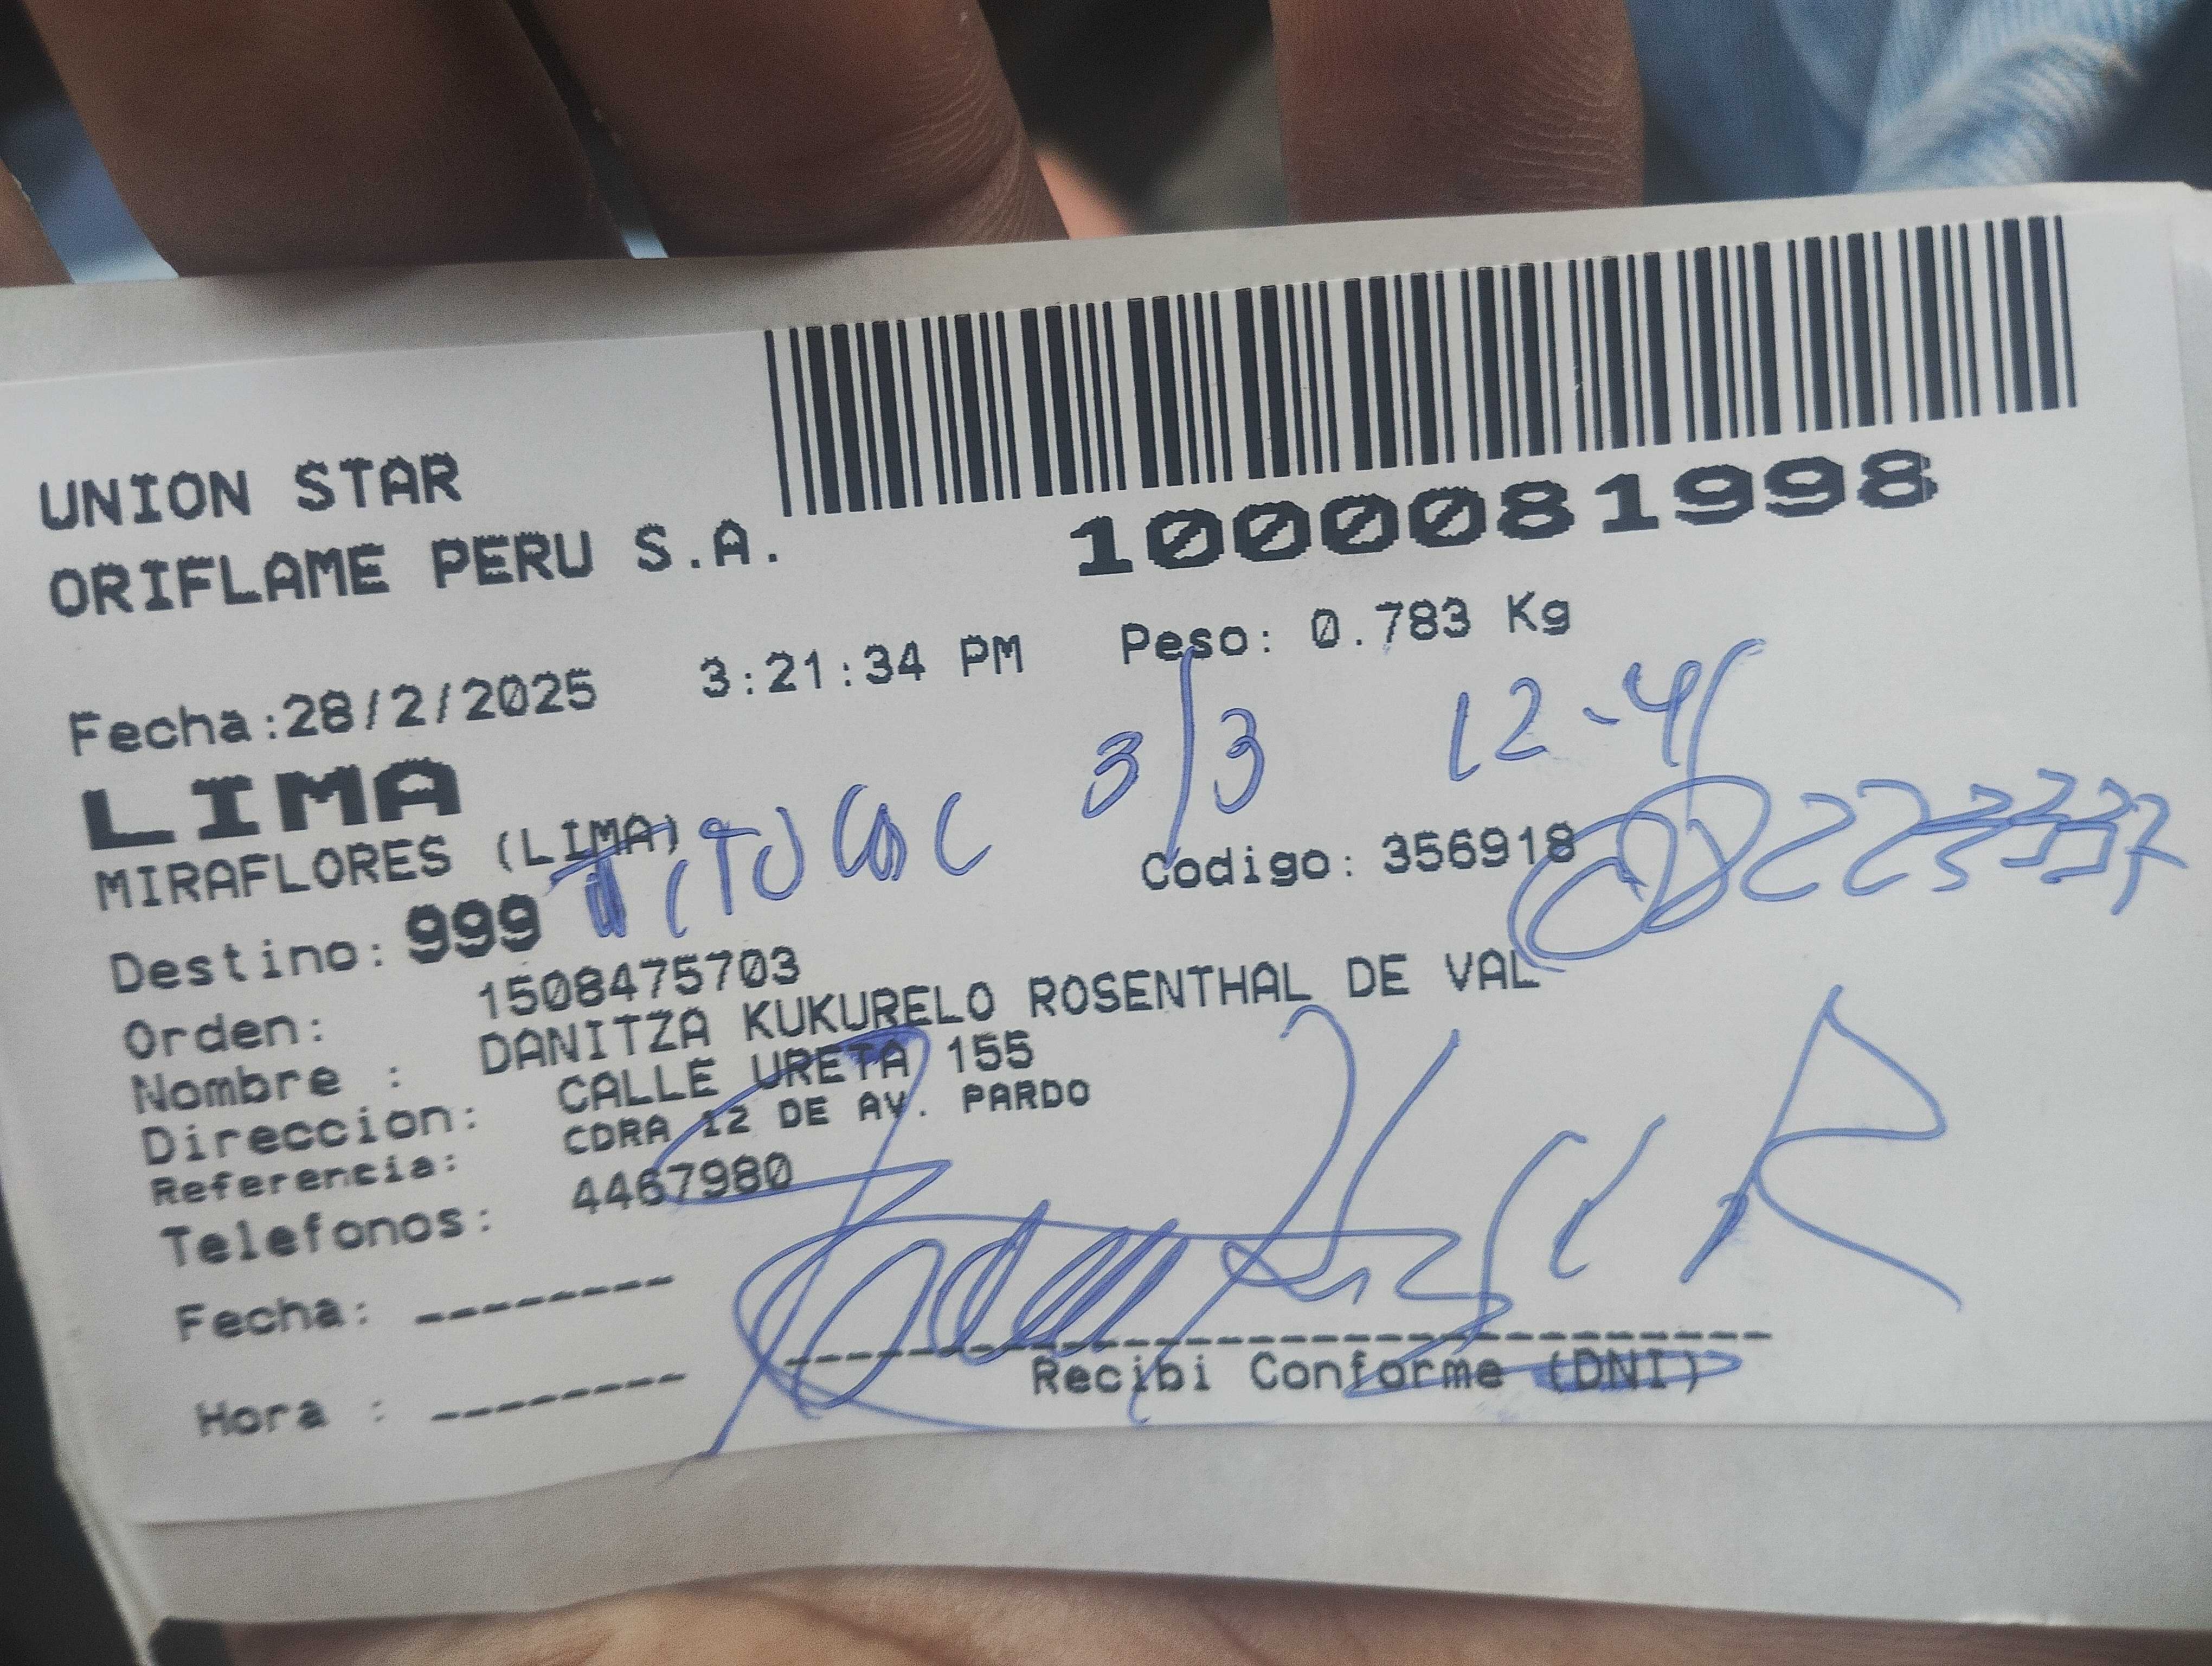 UNION STAR
ORIFLAME PERU S.A.
1000081998
Fecha:28/2/2025 3:21:34 PM Peso: 0.783 Kg
LIMA
3/3
MIRAFLORES (LIMA)
Codigo: 356918
Destino: 999
Orden: 1508475703
Nombre : DANITZA KUKURELO ROSENTHAL DE VAL
Direccion: CALLE URETA 155
Referencia: CDRA 12 DE AV. PARDO
Telefonos: 4467980
Fecha: --------
Hora : --------
Recibi Conforme (DNI)